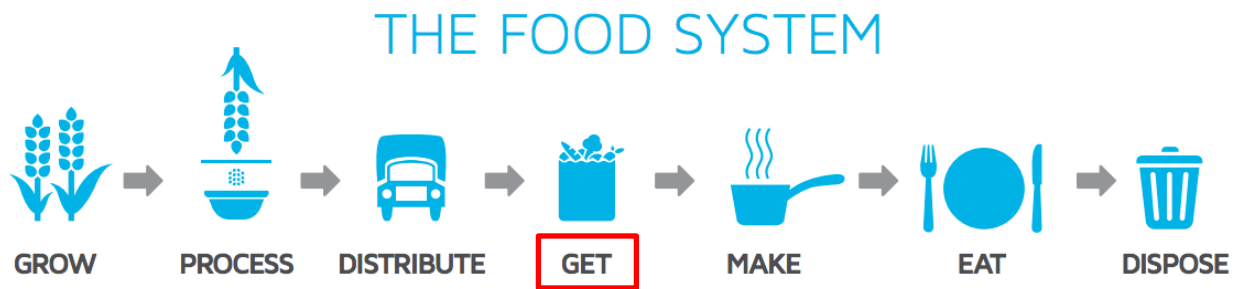 THE FOOD SYSTEM
GROW PROCESS DISTRIBUTE GET MAKE EAT DISPOSE